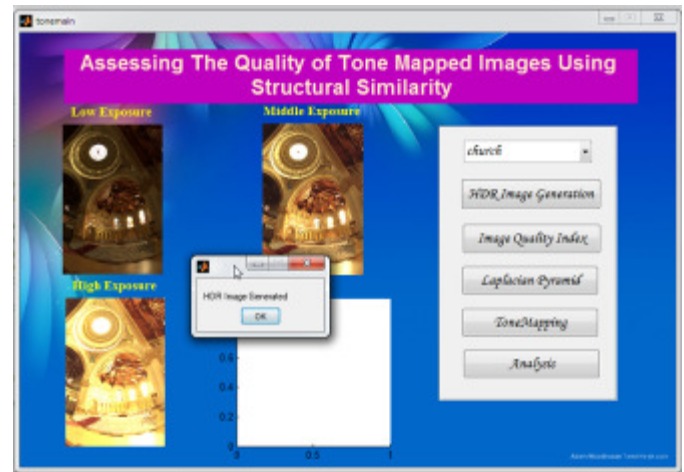 tonemain
Assessing The Quality of Tone Mapped Images Using
Structural Similarity
Low Exposure
Middle Exposure
church
HDR Image Generation
Image Quality Index
Laplacian Pyramid
ToneMapping
Analysis
HDR Image Generated
OK
High Exposure
0.6
0.4
0.2
0
0
0.5
1